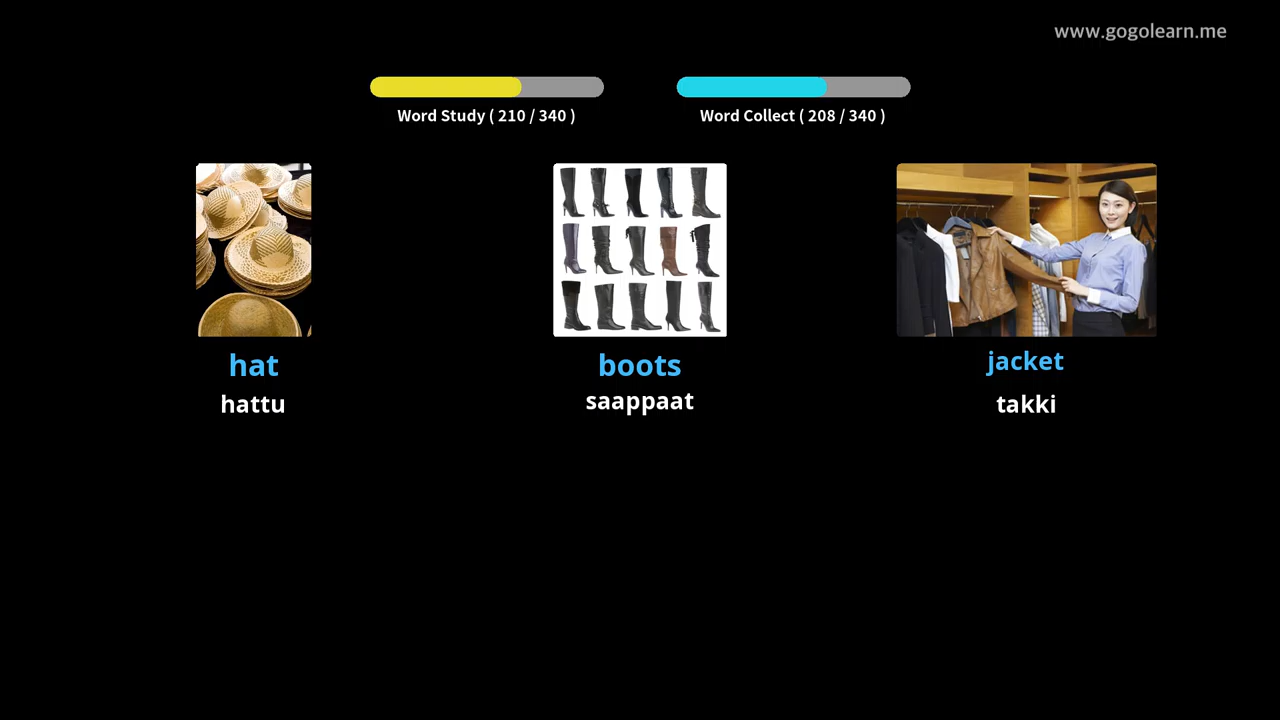 www.gogolearn.me
Word Study ( 210 / 340 )
Word Collect ( 208 / 340 )
hat
hattu
boots
saappaat
jacket
takki